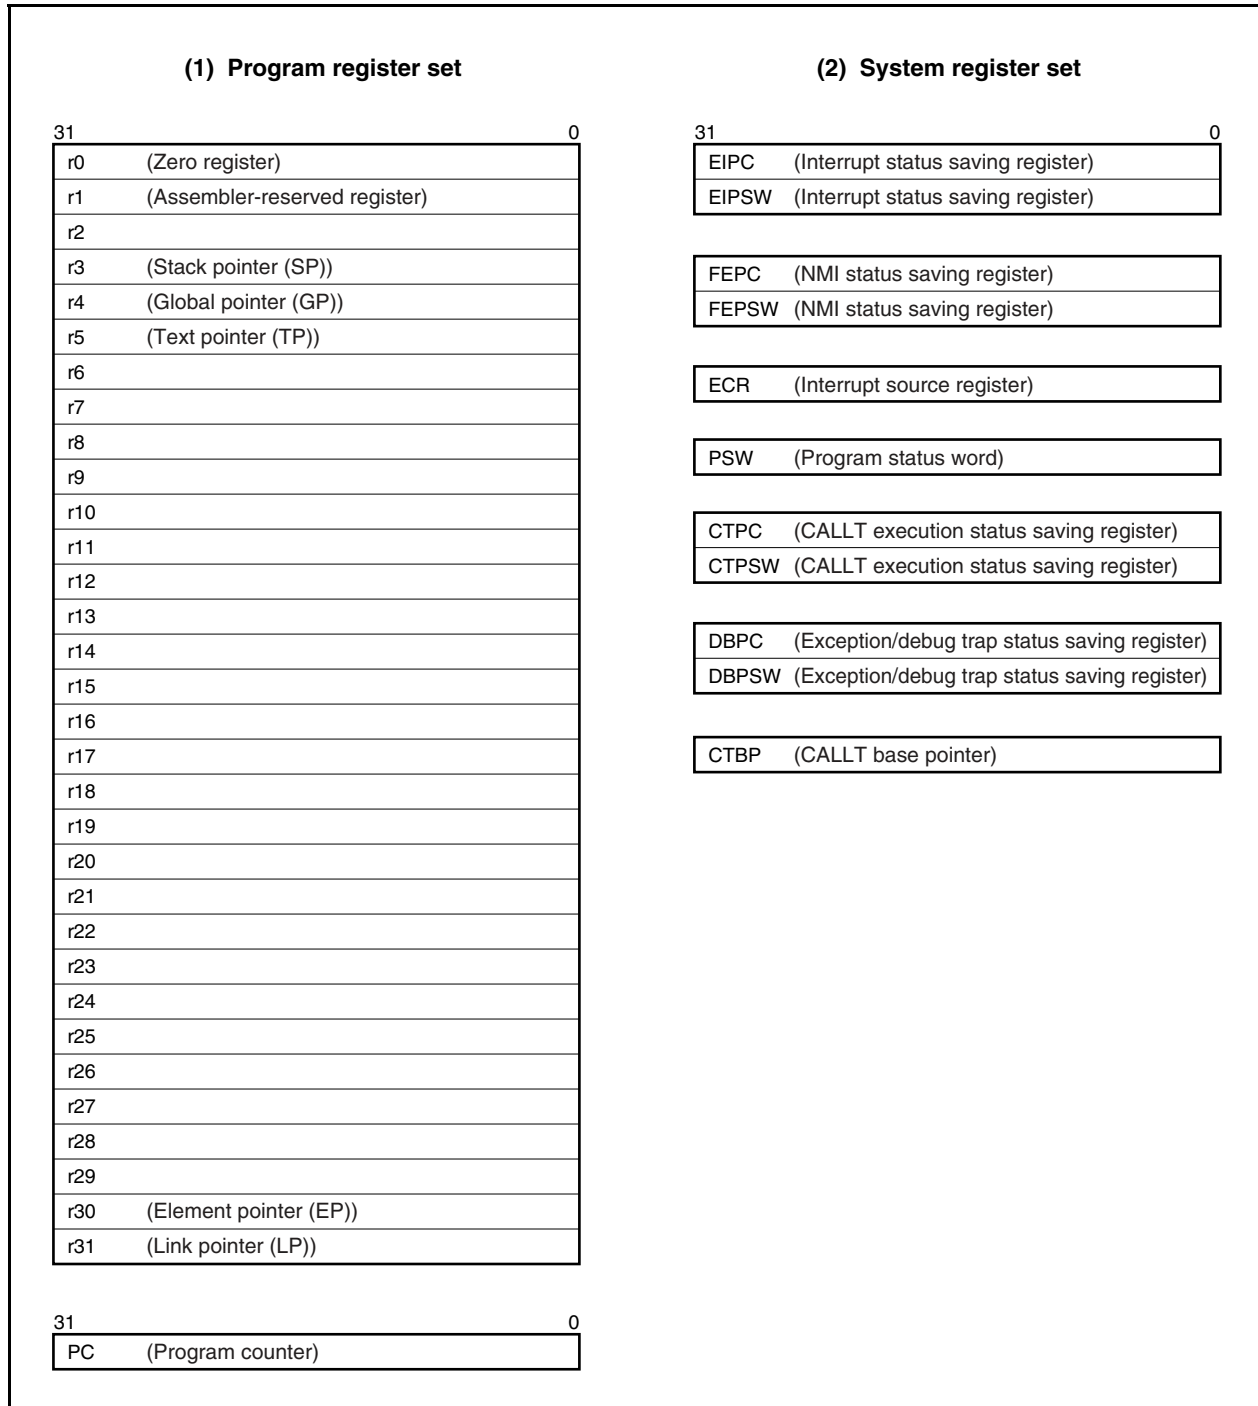 (1) Program register set
31 0
r0 (Zero register)
r1 (Assembler-reserved register)
r2
r3 (Stack pointer (SP))
r4 (Global pointer (GP))
r5 (Text pointer (TP))
r6
r7
r8
r9
r10
r11
r12
r13
r14
r15
r16
r17
r18
r19
r20
r21
r22
r23
r24
r25
r26
r27
r28
r29
r30 (Element pointer (EP))
r31 (Link pointer (LP))
31 0
PC (Program counter)
(2) System register set
31 0
EIPC (Interrupt status saving register)
EIPSW (Interrupt status saving register)
FEPC (NMI status saving register)
FEPSW (NMI status saving register)
ECR (Interrupt source register)
PSW (Program status word)
CTPC (CALLT execution status saving register)
CTPSW (CALLT execution status saving register)
DBPC (Exception/debug trap status saving register)
DBPSW (Exception/debug trap status saving register)
CTBP (CALLT base pointer)